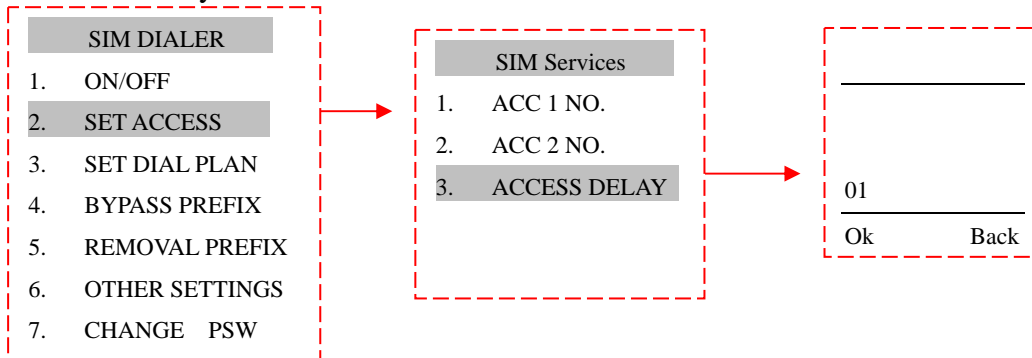 SIM DIALER
1. ON/OFF
2. SET ACCESS
3. SET DIAL PLAN
4. BYPASS PREFIX
5. REMOVAL PREFIX
6. OTHER SETTINGS
7. CHANGE PSW
SIM Services
1. ACC 1 NO.
2. ACC 2 NO.
3. ACCESS DELAY
01
Ok Back